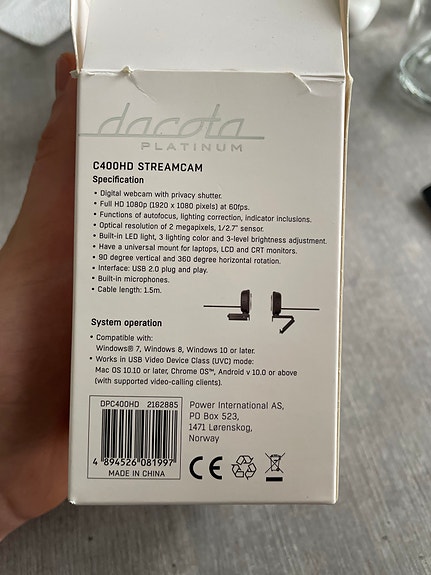 dacota
PLATINUM
C400HD STREAMCAM
Specification
• Digital webcam with privacy shutter.
• Full HD 1080p (1920 x 1080 pixels) at 60fps.
• Functions of autofocus, lighting correction, indicator inclusions.
• Optical resolution of 2 megapixels, 1/2.7" sensor.
• Built-in LED light, 3 lighting color and 3-level brightness adjustment.
• Have a universal mount for laptops, LCD and CRT monitors.
• 90 degree vertical and 360 degree horizontal rotation.
• Interface: USB 2.0 plug and play.
• Built-in microphones.
• Cable length: 1.5m.
System operation
• Compatible with:
Windows® 7, Windows 8, Windows 10 or later.
• Works in USB Video Device Class (UVC) mode:
Mac OS 10.10 or later, Chrome OS™, Android v 10.0 or above
(with supported video-calling clients).
DPC400HD 2162885
4 894526 081997
MADE IN CHINA
Power International AS,
PO Box 523,
1471 Lørenskog,
Norway
CE